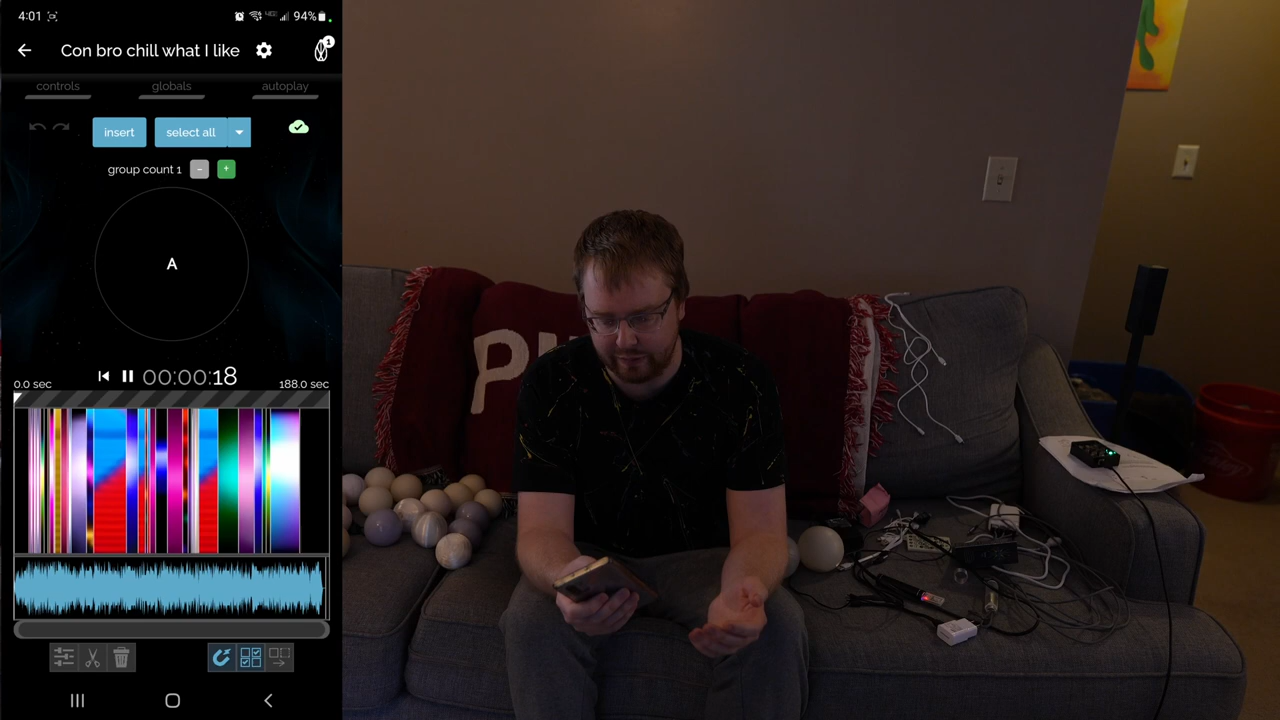 4:01
94%
Con bro chill what I like
1
controls
globals
autoplay
insert
select all
group count 1
-
+
A
0.0 sec
00:00:18
188.0 sec